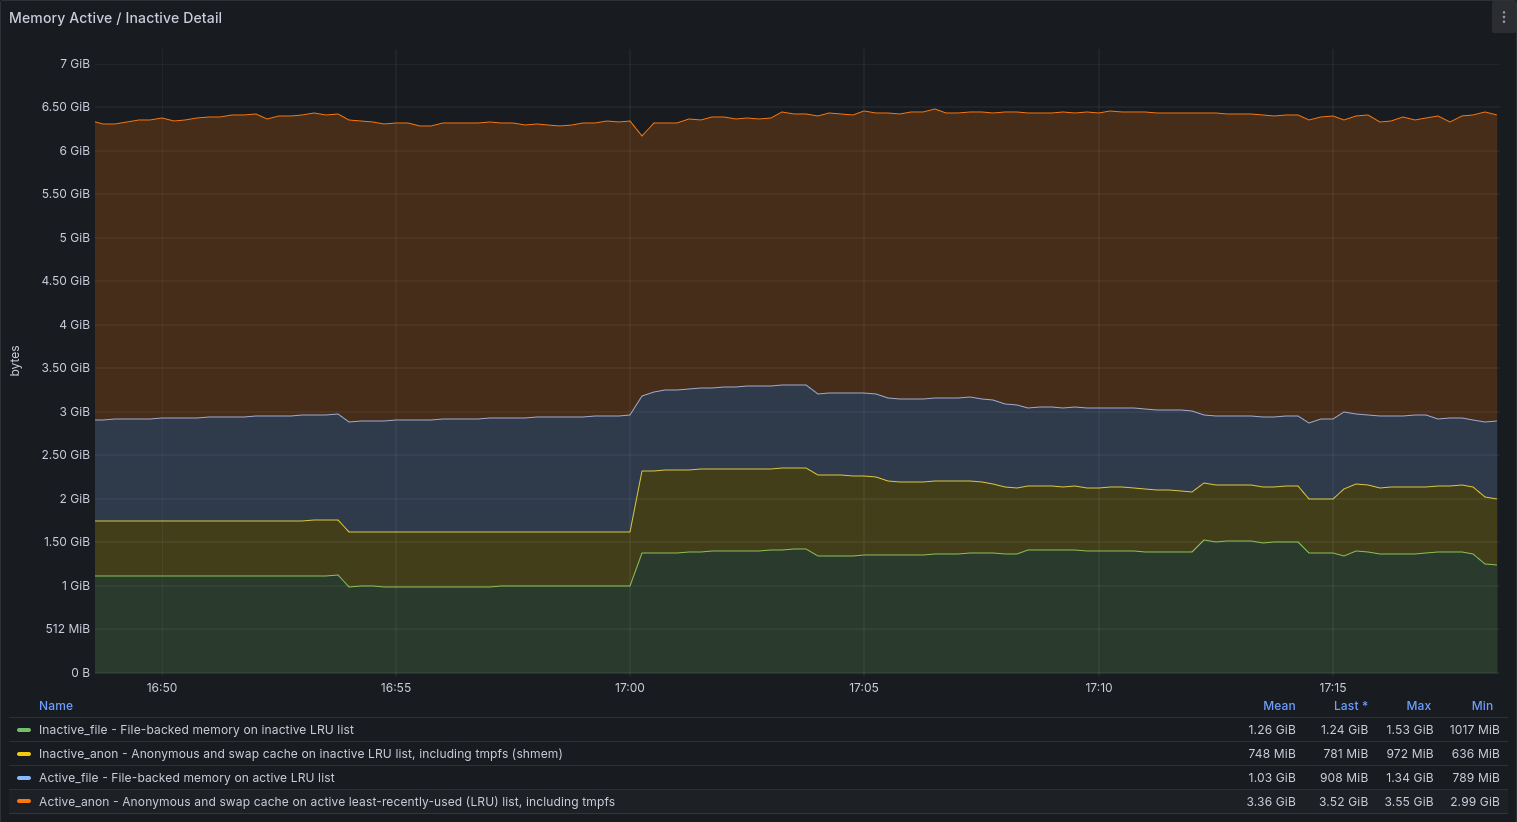 Memory Active / Inactive Detail
7 GiB
6.50 GiB
6 GiB
5.50 GiB
5 GiB
4.50 GiB
4 GiB
3.50 GiB
3 GiB
2.50 GiB
2 GiB
1.50 GiB
1 GiB
512 MiB
0 B
bytes
16:50 16:55 17:00 17:05 17:10 17:15
Name Mean Last * Max Min
Inactive_file - File-backed memory on inactive LRU list 1.26 GiB 1.24 GiB 1.53 GiB 1017 MiB
Inactive_anon - Anonymous and swap cache on inactive LRU list, including tmpfs (shmem) 748 MiB 781 MiB 972 MiB 636 MiB
Active_file - File-backed memory on active LRU list 1.03 GiB 908 MiB 1.34 GiB 789 MiB
Active_anon - Anonymous and swap cache on active least-recently-used (LRU) list, including tmpfs 3.36 GiB 3.52 GiB 3.55 GiB 2.99 GiB